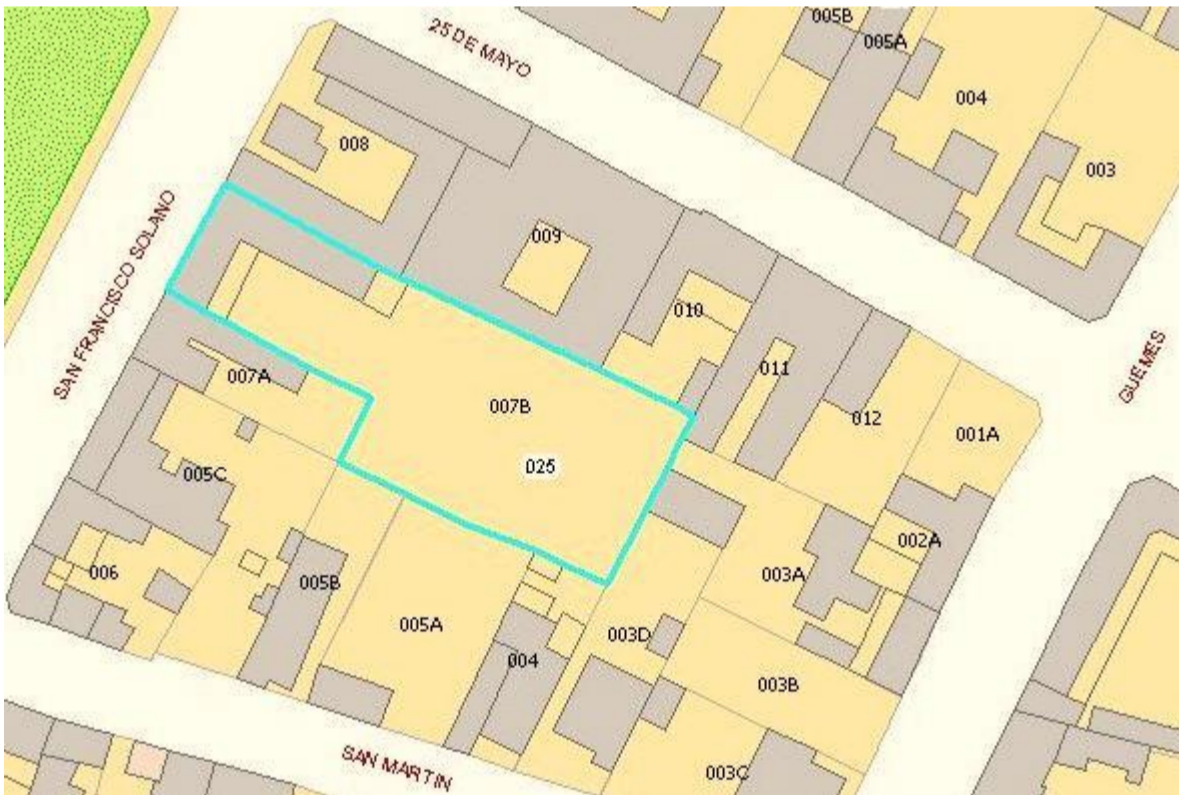 25 DE MAYO
005B
005A
004
003
008
SAN FRANCISCO SOLANO
009
010
011
GUEMES
007A
007B
012
001A
025
005C
002A
006
005B
003A
005A
003D
004
003B
SAN MARTIN
003C